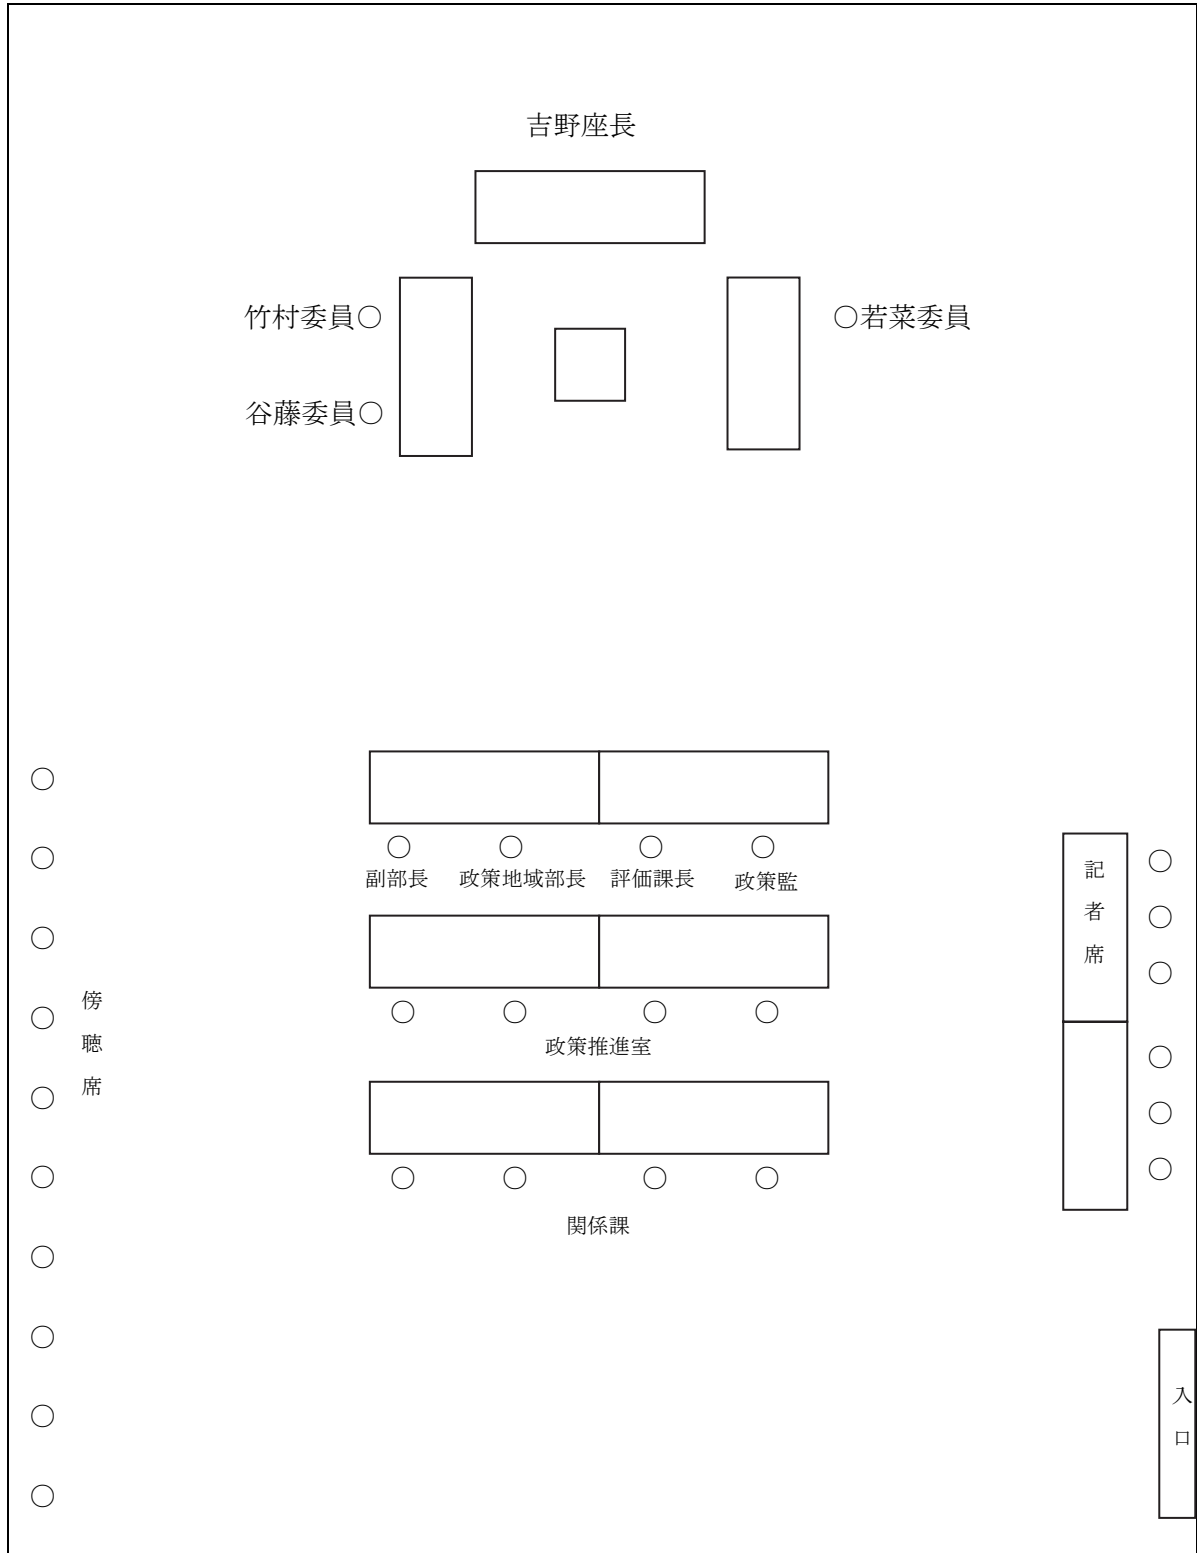 吉野座長
竹村委員○
○若菜委員
谷藤委員○
副部長
政策地域部長
評価課長
政策監
記者席
政策推進室
傍聴席
関係課
入口